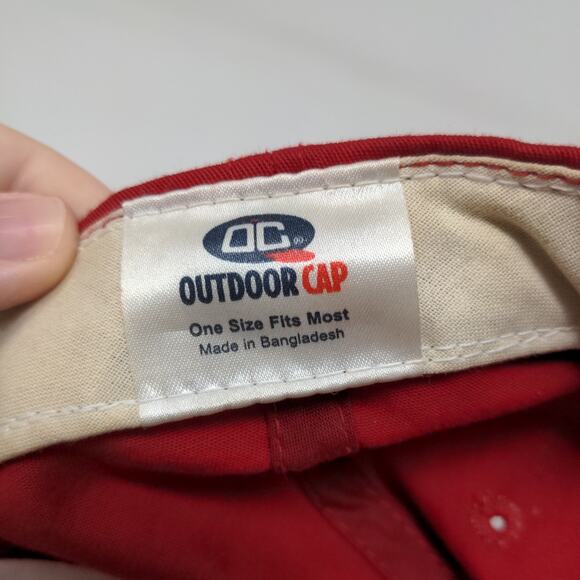 OC
OUTDOOR CAP
One Size Fits Most
Made in Bangladesh